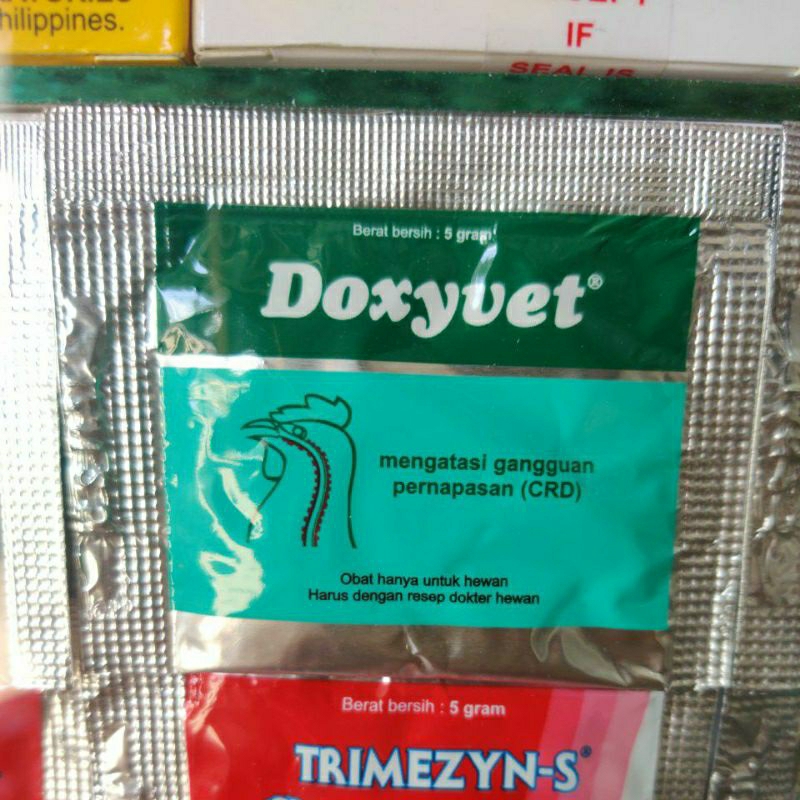 hilippines.
IF
SEAL IS
Berat bersih : 5 gram
Doxyvet®
mengatasi gangguan
pernapasan (CRD)
Obat hanya untuk hewan
Harus dengan resep dokter hewan
Berat bersih : 5 gram
TRIMEZYN-S®